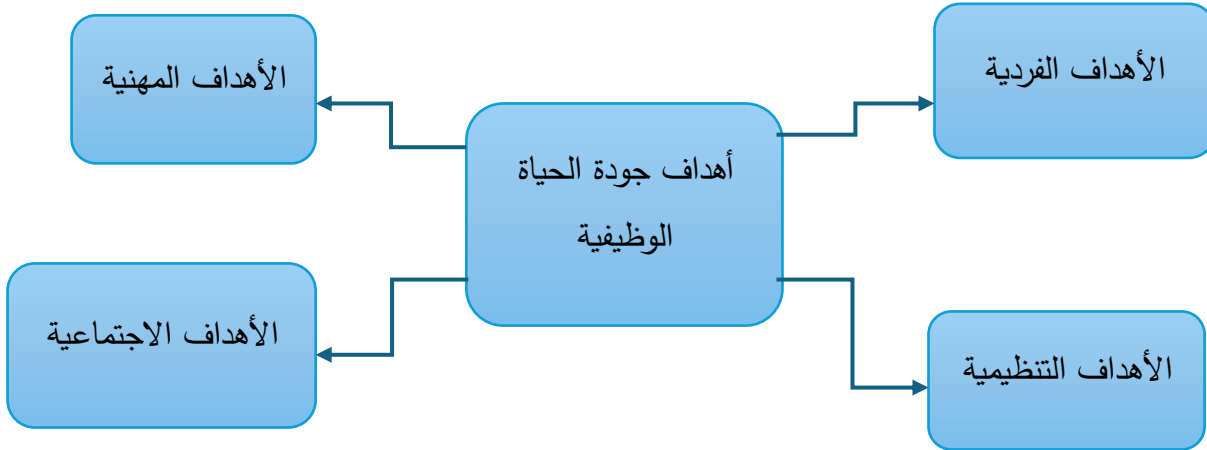 الأهداف الفردية
الأهداف المهنية
أهداف جودة الحياة
الوظيفية
الأهداف التنظيمية
الأهداف الاجتماعية